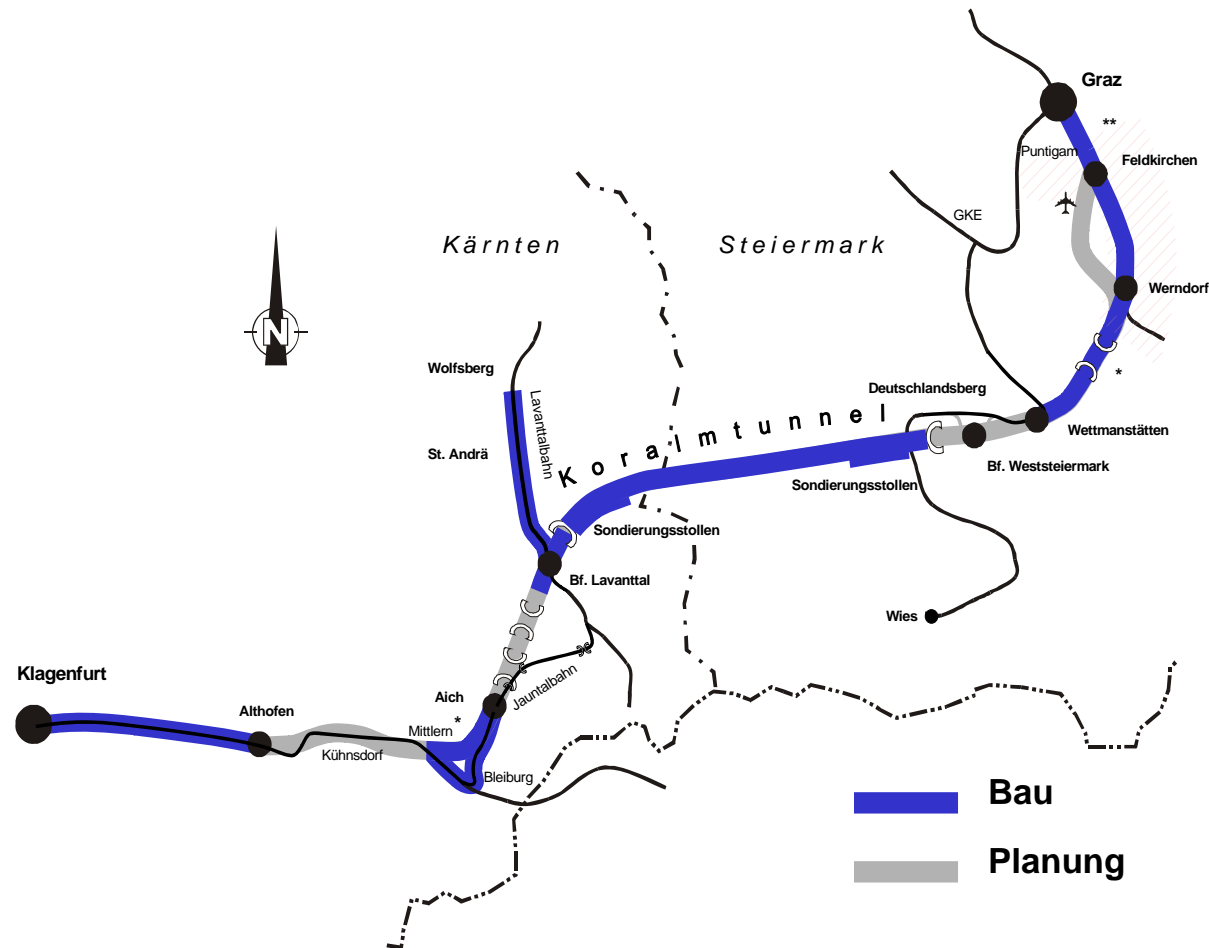 Graz
**
Puntigam
Feldkirchen
GKE
Kärnten
Steiermark
Werndorf
N
*
Wolfsberg
Lavanttalbahn
Deutschlandsberg
Koralmtunnel
Wettmanstätten
St. Andrä
Bf. Weststeiermark
Sondierungsstollen
Sondierungsstollen
Bf. Lavanttal
Wies
Klagenfurt
Aich
Jauntalbahn
Althofen
*
Mittlern
Kühnsdorf
Bleiburg
Bau
Planung